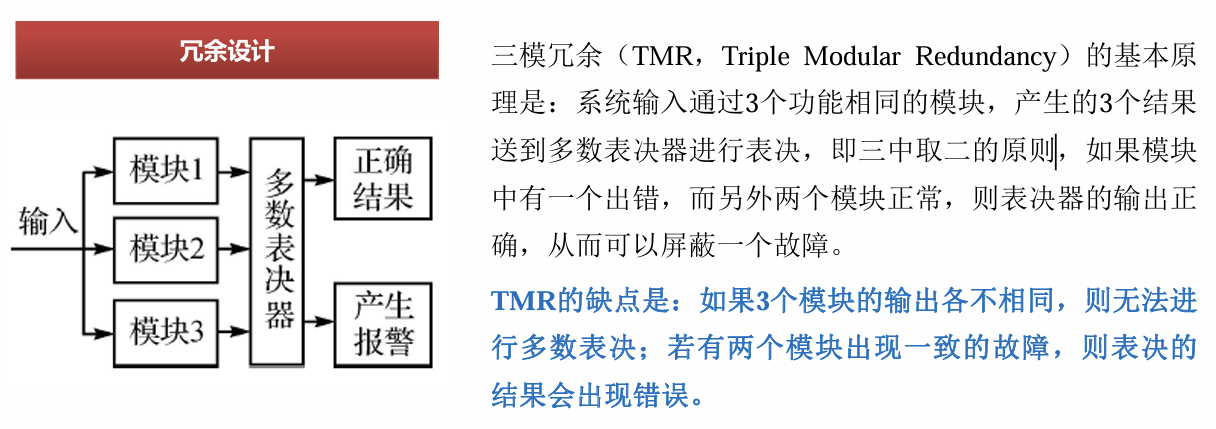 冗余设计
输入
模块1
模块2
模块3
多数表决器
正确
结果
产生
报警
三模冗余（TMR，Triple Modular Redundancy）的基本原
理是：系统输入通过3个功能相同的模块，产生的3个结果
送到多数表决器进行表决，即三中取二的原则，如果模块
中有一个出错，而另外两个模块正常，则表决器的输出正
确，从而可以屏蔽一个故障。
TMR的缺点是：如果3个模块的输出各不相同，则无法进
行多数表决；若有两个模块出现一致的故障，则表决的
结果会出现错误。